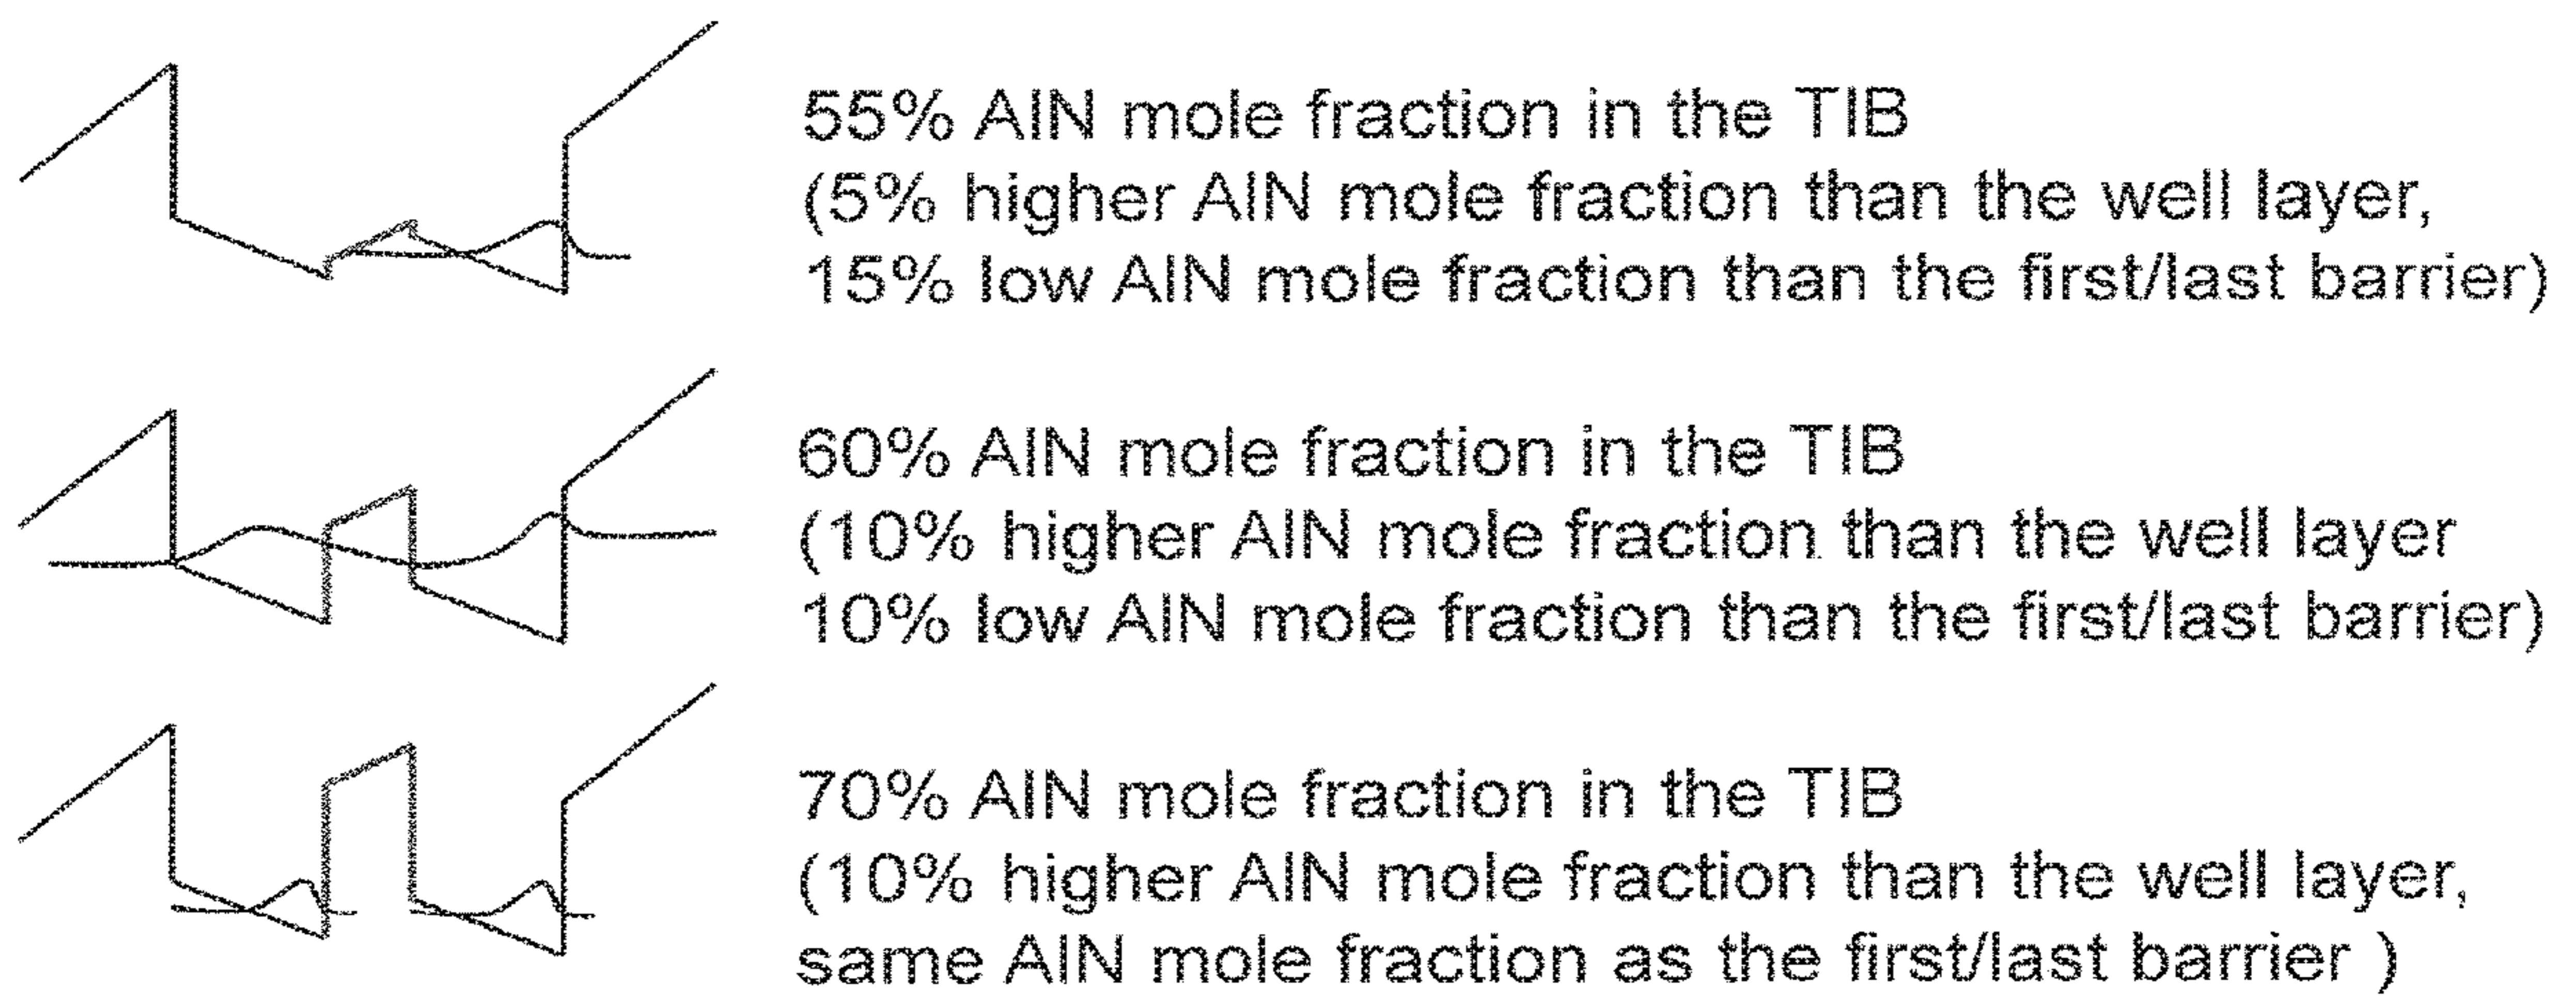 55% AlN mole fraction in the TIB
(5% higher AlN mole fraction than the well layer,
15% low AlN mole fraction than the first/last barrier)
60% AlN mole fraction in the TIB
(10% higher AlN mole fraction than the well layer
10% low AlN mole fraction than the first/last barrier)
70% AlN mole fraction in the TIB
(10% higher AlN mole fraction than the well layer,
same AlN mole fraction as the first/last barrier )